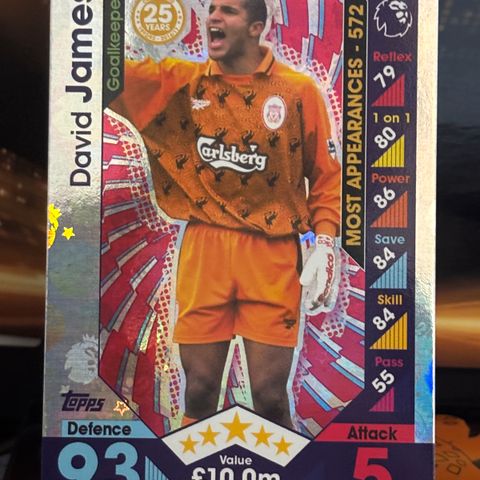 David James
Goalkeeper
25
YEARS
MOST APPEARANCES - 572
Reflex
79
1 on 1
80
Power
86
Save
84
Skill
84
Pass
55
Reebok
Carlsberg
topps
Defence
93
Value
£10.0m
Attack
5